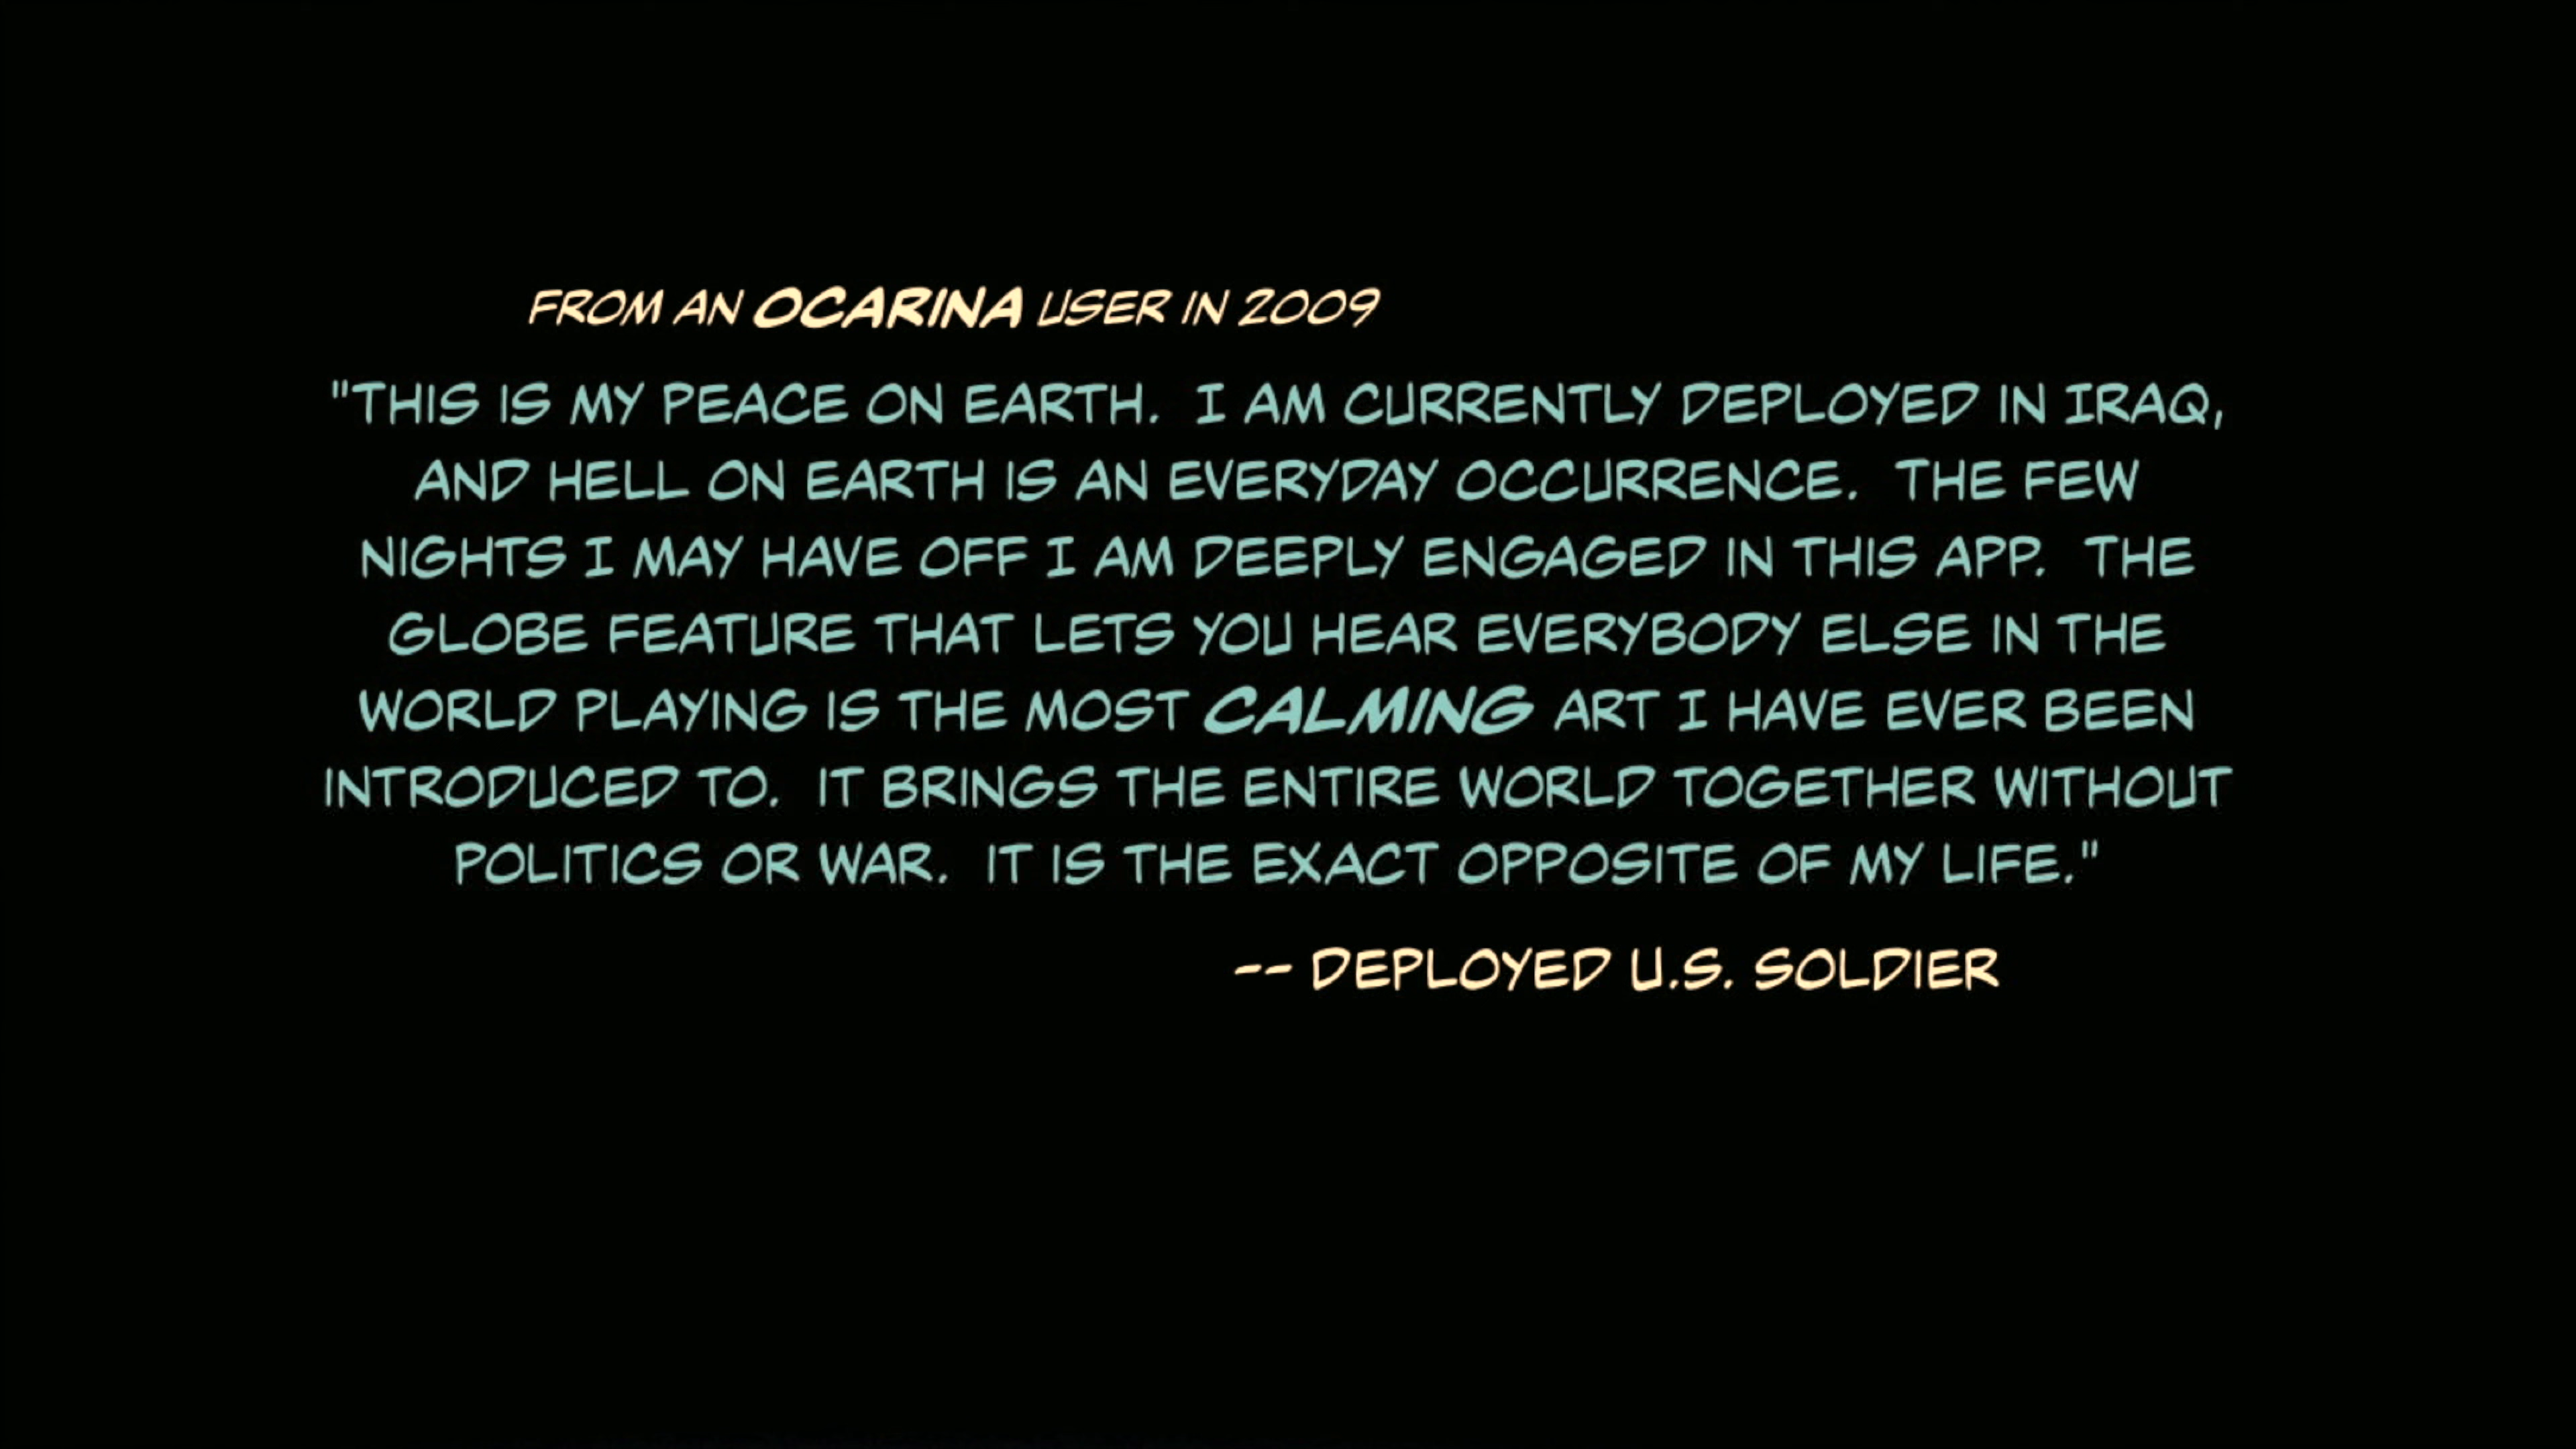 FROM AN OCARINA USER IN 2009
"THIS IS MY PEACE ON EARTH. I AM CURRENTLY DEPLOYED IN IRAQ,
AND HELL ON EARTH IS AN EVERYDAY OCCURRENCE. THE FEW
NIGHTS I MAY HAVE OFF I AM DEEPLY ENGAGED IN THIS APP. THE
GLOBE FEATURE THAT LETS YOU HEAR EVERYBODY ELSE IN THE
WORLD PLAYING IS THE MOST CALMING ART I HAVE EVER BEEN
INTRODUCED TO. IT BRINGS THE ENTIRE WORLD TOGETHER WITHOUT
POLITICS OR WAR. IT IS THE EXACT OPPOSITE OF MY LIFE."
-- DEPLOYED U.S. SOLDIER